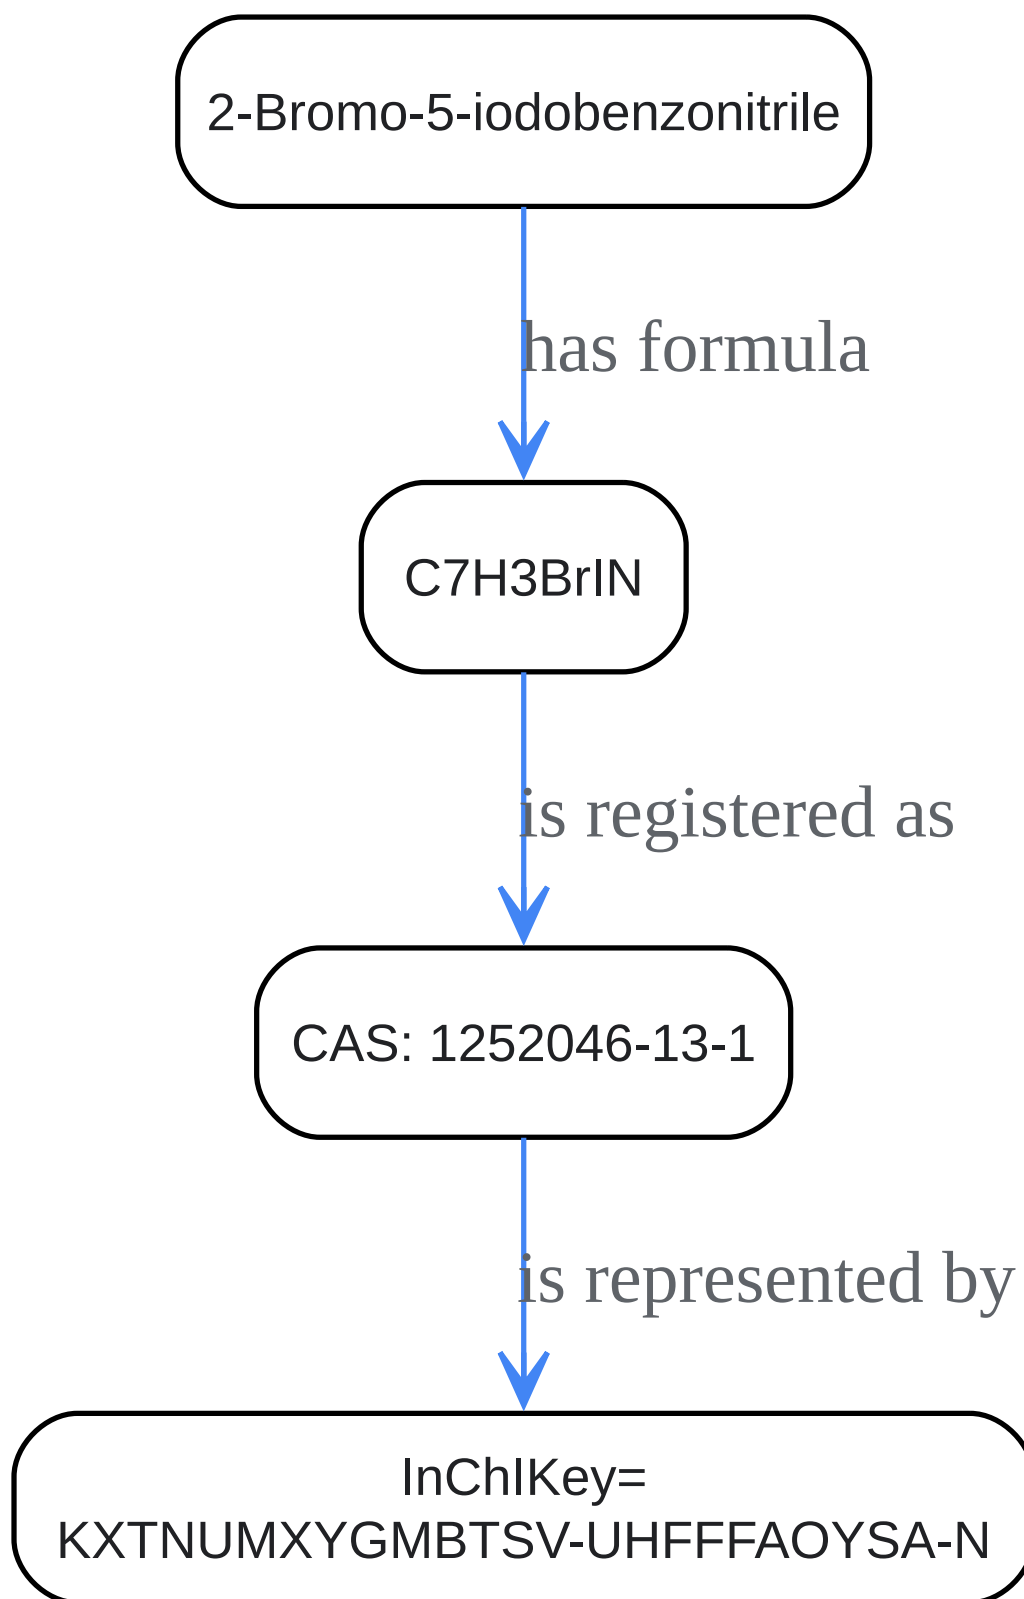 2-Bromo-5-iodobenzonitrile
has formula
C7H3BrIN
is registered as
CAS: 1252046-13-1
is represented by
InChIKey=
KXTNUMXYGMBTSV-UHFFFAOYSA-N